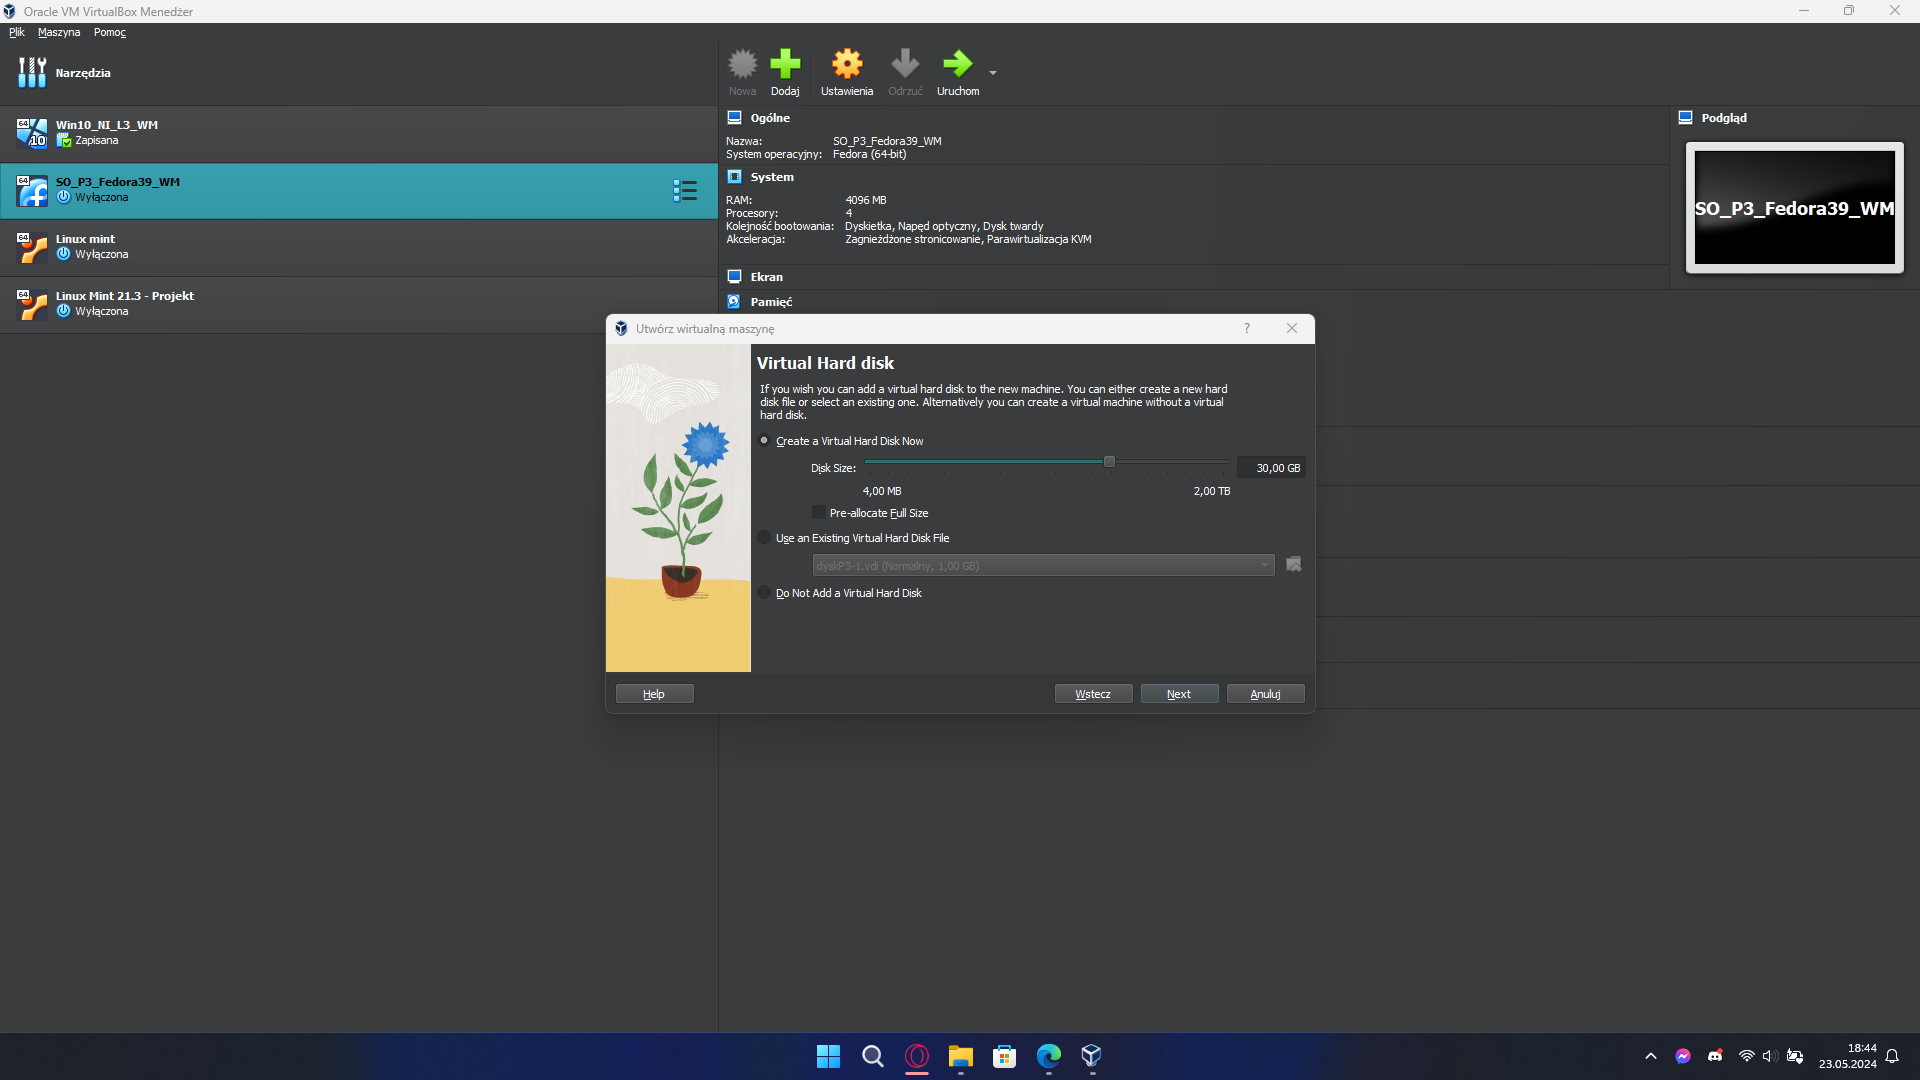 Oracle VM VirtualBox Menedżer
Plik Maszyna Pomoc
Narzędzia
Nowa Dodaj Ustawienia Odrzuć Uruchom
64 10 Win10_NI_L3_WM
Zapisana
64 SO_P3_Fedora39_WM
Wyłączona
64 Linux mint
Wyłączona
64 Linux Mint 21.3 - Projekt
Wyłączona
Ogólne
Nazwa: SO_P3_Fedora39_WM
System operacyjny: Fedora (64-bit)
System
RAM: 4096 MB
Procesory: 4
Kolejność bootowania: Dyskietka, Napęd optyczny, Dysk twardy
Akceleracja: Zagnieżdżone stronicowanie, Parawirtualizacja KVM
Ekran
Pamięć
Podgląd
SO_P3_Fedora39_WM
Utwórz wirtualną maszynę ?
Virtual Hard disk
If you wish you can add a virtual hard disk to the new machine. You can either create a new hard
disk file or select an existing one. Alternatively you can create a virtual machine without a virtual
hard disk.
Create a Virtual Hard Disk Now
Disk Size: 30,00 GB
4,00 MB 2,00 TB
Pre-allocate Full Size
Use an Existing Virtual Hard Disk File
dyskP3-1.vdi (Normalny, 1,00 GB)
Do Not Add a Virtual Hard Disk
Help Wstecz Next Anuluj
18:44
23.05.2024